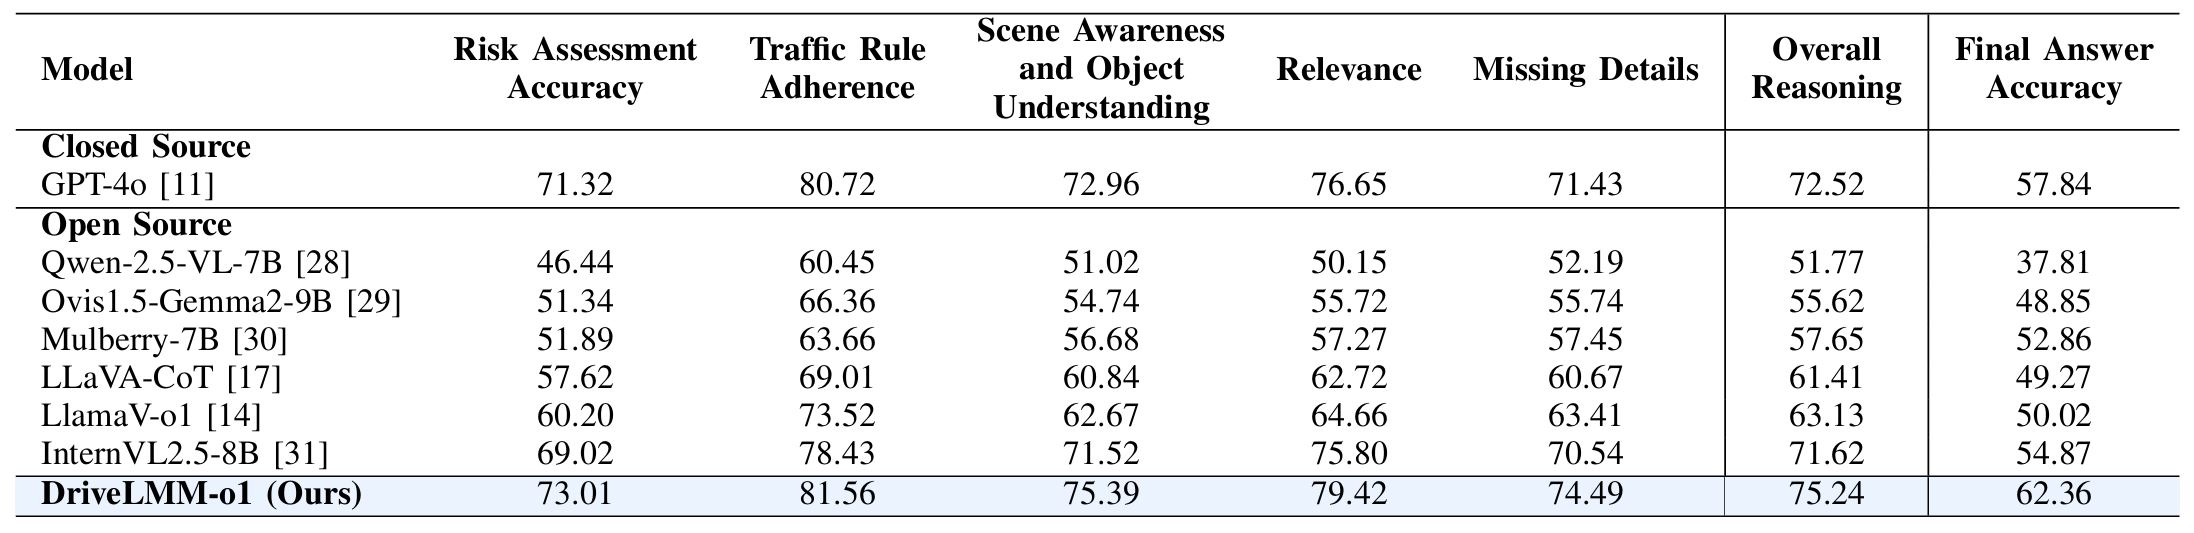 Model Risk Assessment Accuracy Traffic Rule Adherence Scene Awareness and Object Understanding Relevance Missing Details Overall Reasoning Final Answer Accuracy
Closed Source
GPT-4o [11] 71.32 80.72 72.96 76.65 71.43 72.52 57.84
Open Source
Qwen-2.5-VL-7B [28] 46.44 60.45 51.02 50.15 52.19 51.77 37.81
Ovis1.5-Gemma2-9B [29] 51.34 66.36 54.74 55.72 55.74 55.62 48.85
Mulberry-7B [30] 51.89 63.66 56.68 57.27 57.45 57.65 52.86
LLaVA-CoT [17] 57.62 69.01 60.84 62.72 60.67 61.41 49.27
LlamaV-o1 [14] 60.20 73.52 62.67 64.66 63.41 63.13 50.02
InternVL2.5-8B [31] 69.02 78.43 71.52 75.80 70.54 71.62 54.87
DriveLMM-o1 (Ours) 73.01 81.56 75.39 79.42 74.49 75.24 62.36